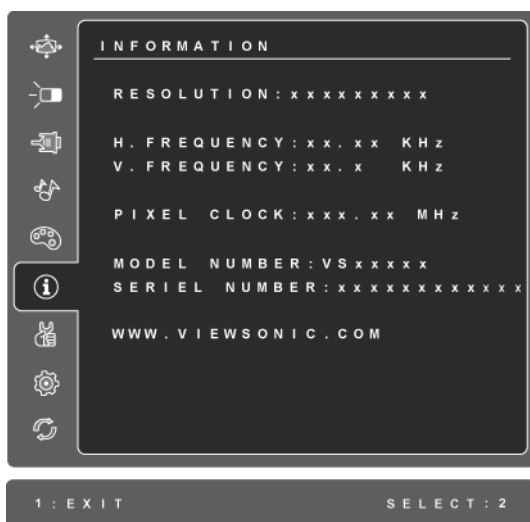 INFORMATION
RESOLUTION:xxxxxxxxx
H.FREQUENCY:xx.xx KHz
V.FREQUENCY:xx.x KHz
PIXEL CLOCK:xxx.xx MHz
MODEL NUMBER:VSxxxxx
SERIEL NUMBER:xxxxxxxxxxxx
WWW.VIEWSONIC.COM
1:EXIT SELECT:2